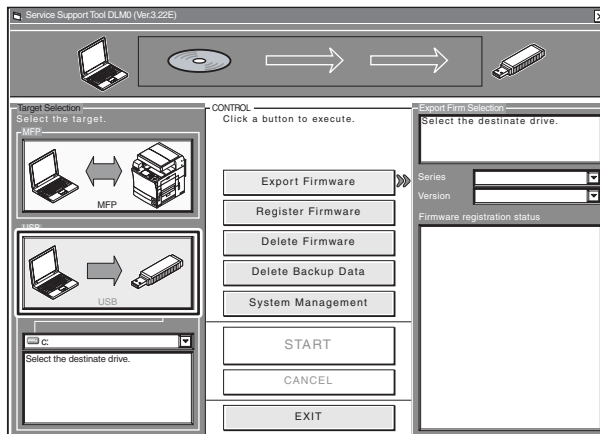 Service Support Tool DLM0 (Ver.3.22E)
Target Selection
Select the target.
MFP
MFP
USB
USB
C:
Select the destinate drive.
CONTROL
Click a button to execute.
Export Firmware
Register Firmware
Delete Firmware
Delete Backup Data
System Management
START
CANCEL
EXIT
Export Firm Selection
Select the destinate drive.
Series
Version
Firmware registration status